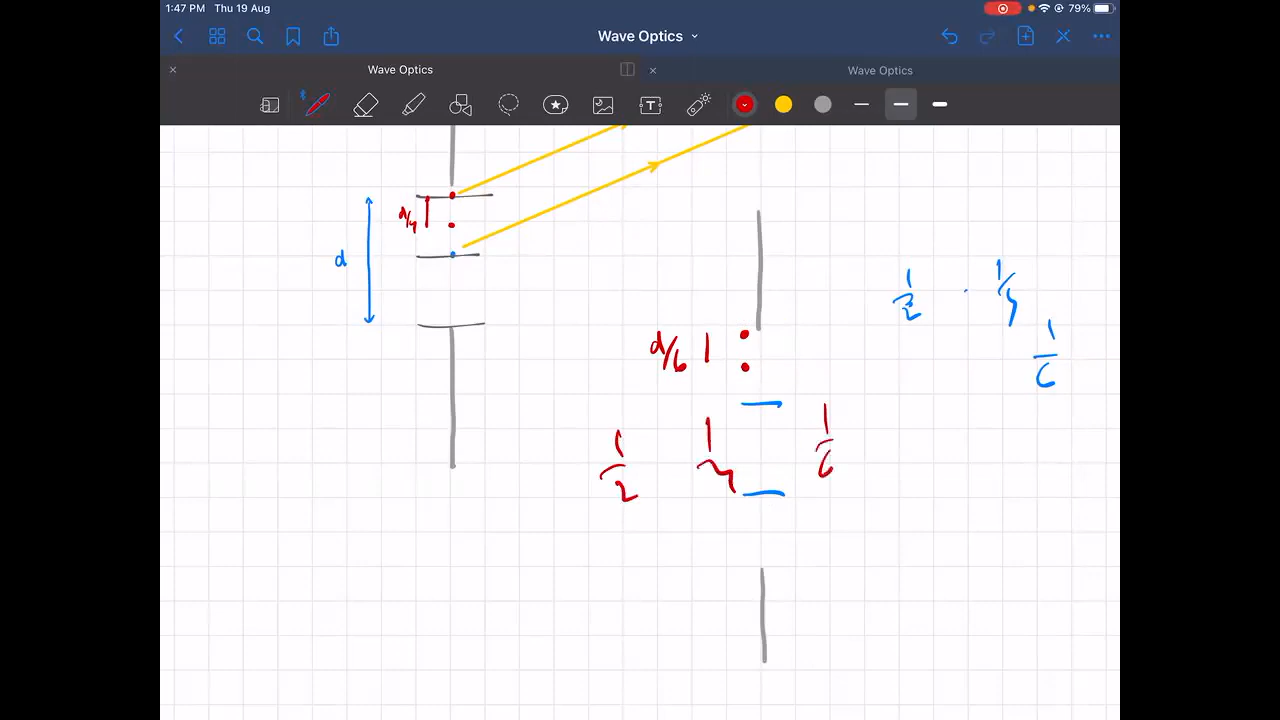 1:47 PM Thu 19 Aug
79%
Wave Optics
Wave Optics
Wave Optics
T
d/4
d
1/2
1/4
1/6
d/6
1/2
1/4
1/6